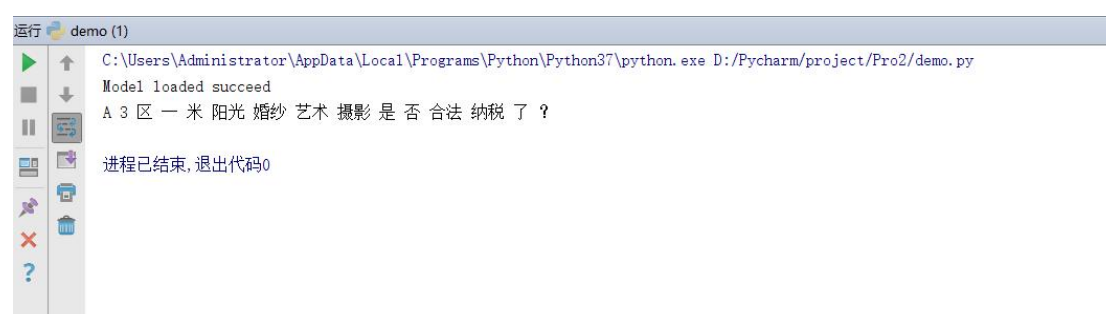 运行 demo (1)
C:\Users\Administrator\AppData\Local\Programs\Python\Python37\python.exe D:/Pycharm/project/Pro2/demo.py
Model loaded succeed
A 3 区 一 米 阳光 婚纱 艺术 摄影 是 否 合法 纳税 了 ？
进程已结束,退出代码0